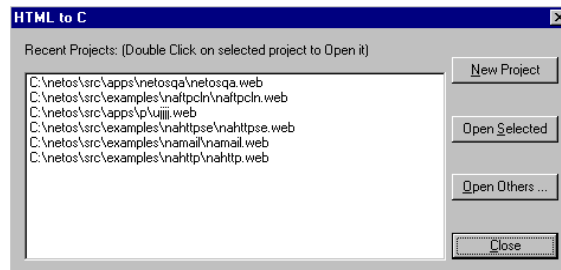 HTML to C
Recent Projects: (Double Click on selected project to Open it)
C:\netos\src\apps\netosqa\netosqa.web
C:\netos\src\examples\naftpcln\naftpcln.web
C:\netos\src\apps\p\ujjjj.web
C:\netos\src\examples\nahttpse\nahttpse.web
C:\netos\src\examples\namail\namail.web
C:\netos\src\examples\nahttp\nahttp.web
New Project
Open Selected
Open Others ...
Close